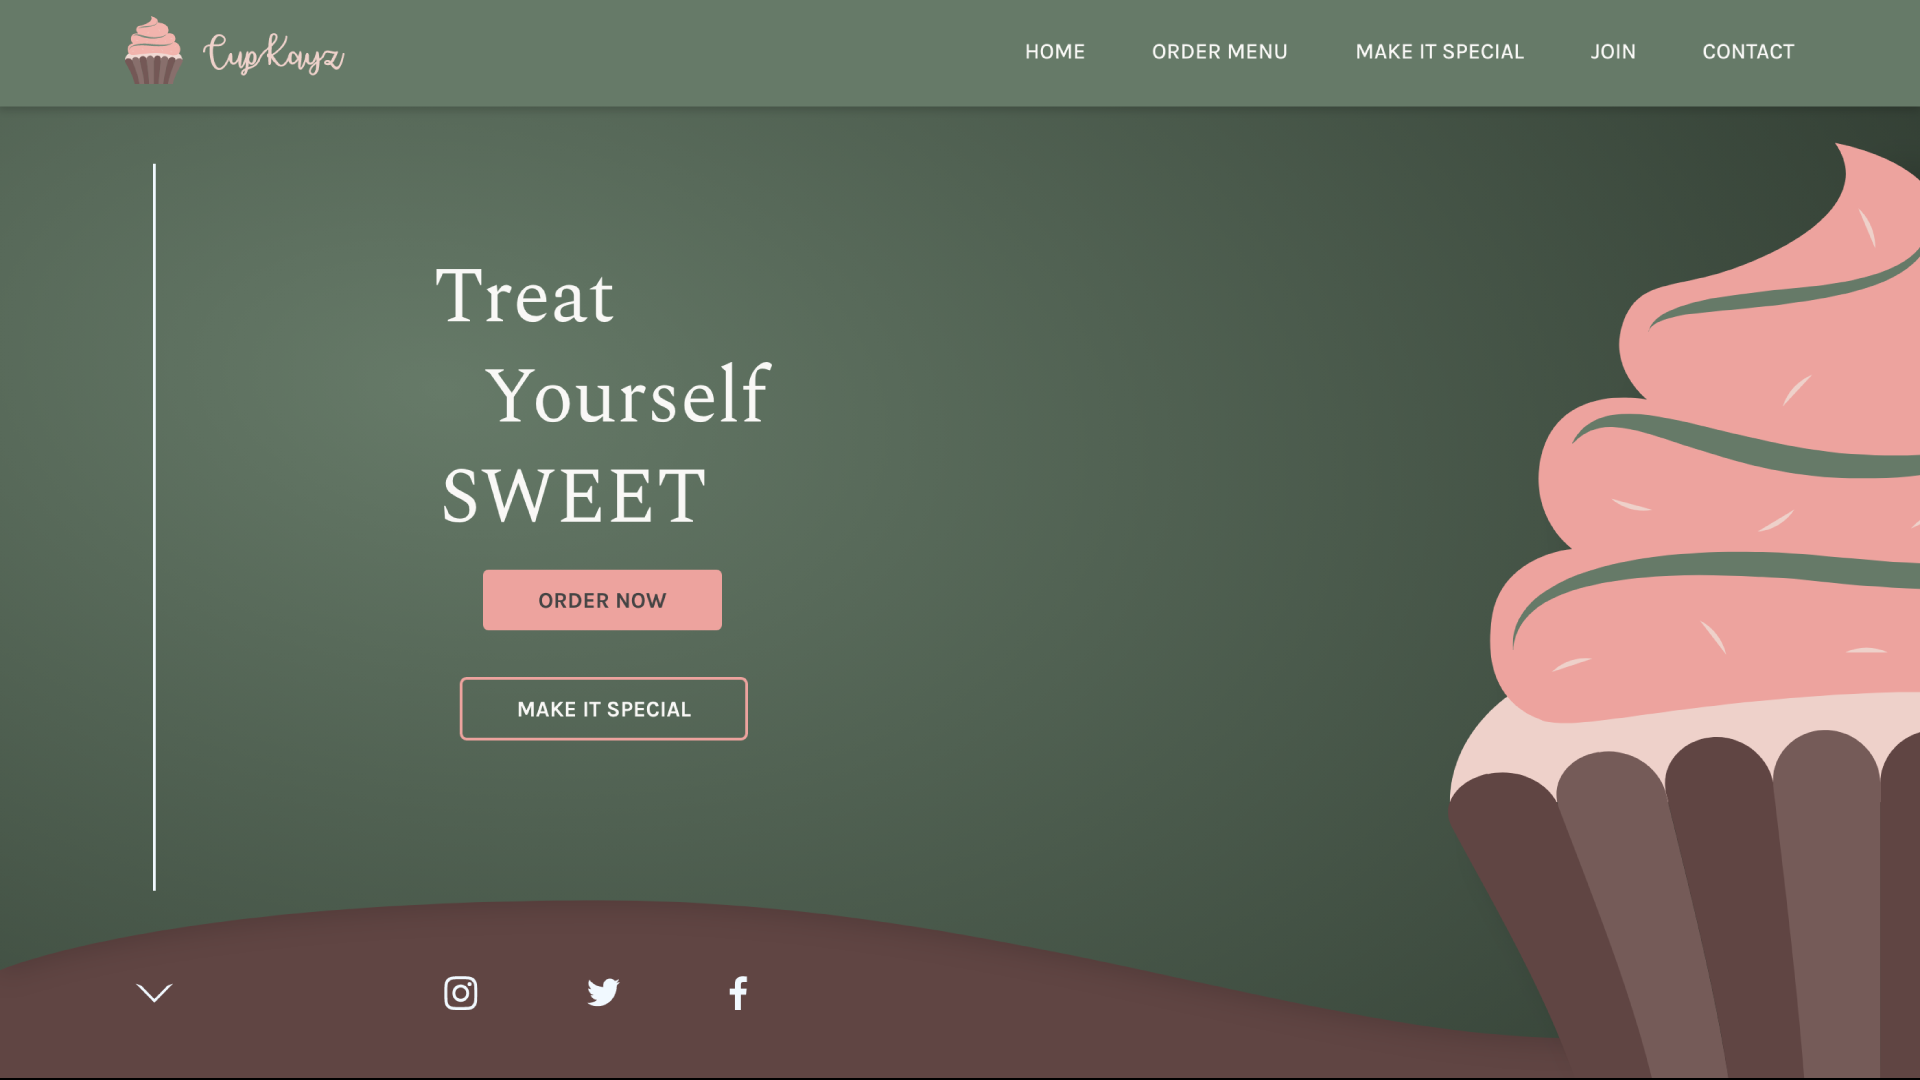 CupKayz
HOME ORDER MENU MAKE IT SPECIAL JOIN CONTACT
Treat
Yourself
SWEET
ORDER NOW
MAKE IT SPECIAL